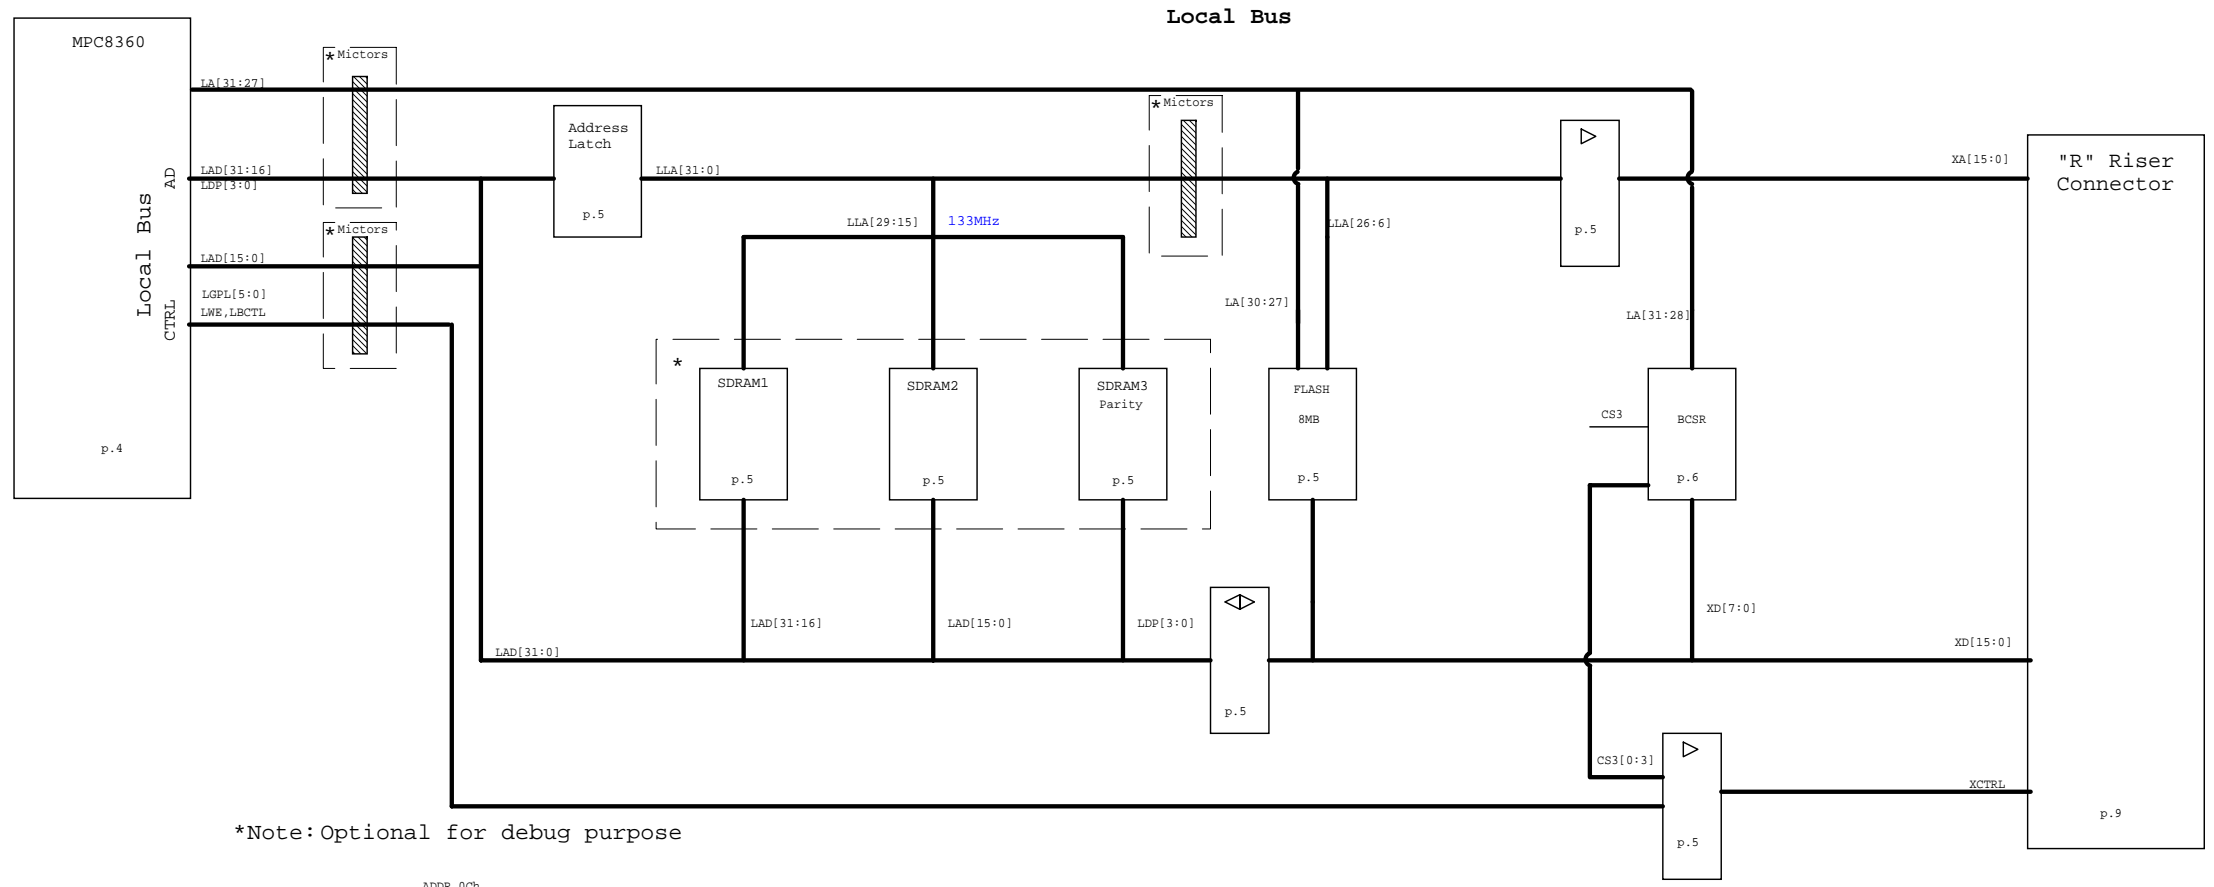 Local Bus
MPC8360
* Mictors
LA[31:27]
* Mictors
Address
Latch
"R" Riser
Connector
XA[15:0]
LAD[31:16]
LDP[3:0]
LLA[31:0]
AD
p.5
LLA[29:15]
133MHz
LLA[26:6]
p.5
* Mictors
Local Bus
LAD[15:0]
LGPL[5:0]
LWE,LBCTL
CTRL
LA[30:27]
LA[31:28]
*
SDRAM1
SDRAM2
SDRAM3
Parity
FLASH
8MB
CS3
BCSR
p.4
p.5
p.5
p.5
p.5
p.6
LAD[31:16]
LAD[15:0]
LDP[3:0]
XD[7:0]
LAD[31:0]
XD[15:0]
p.5
CS3[0:3]
XCTRL
p.9
*Note: Optional for debug purpose
p.5
ADDR 0Ch